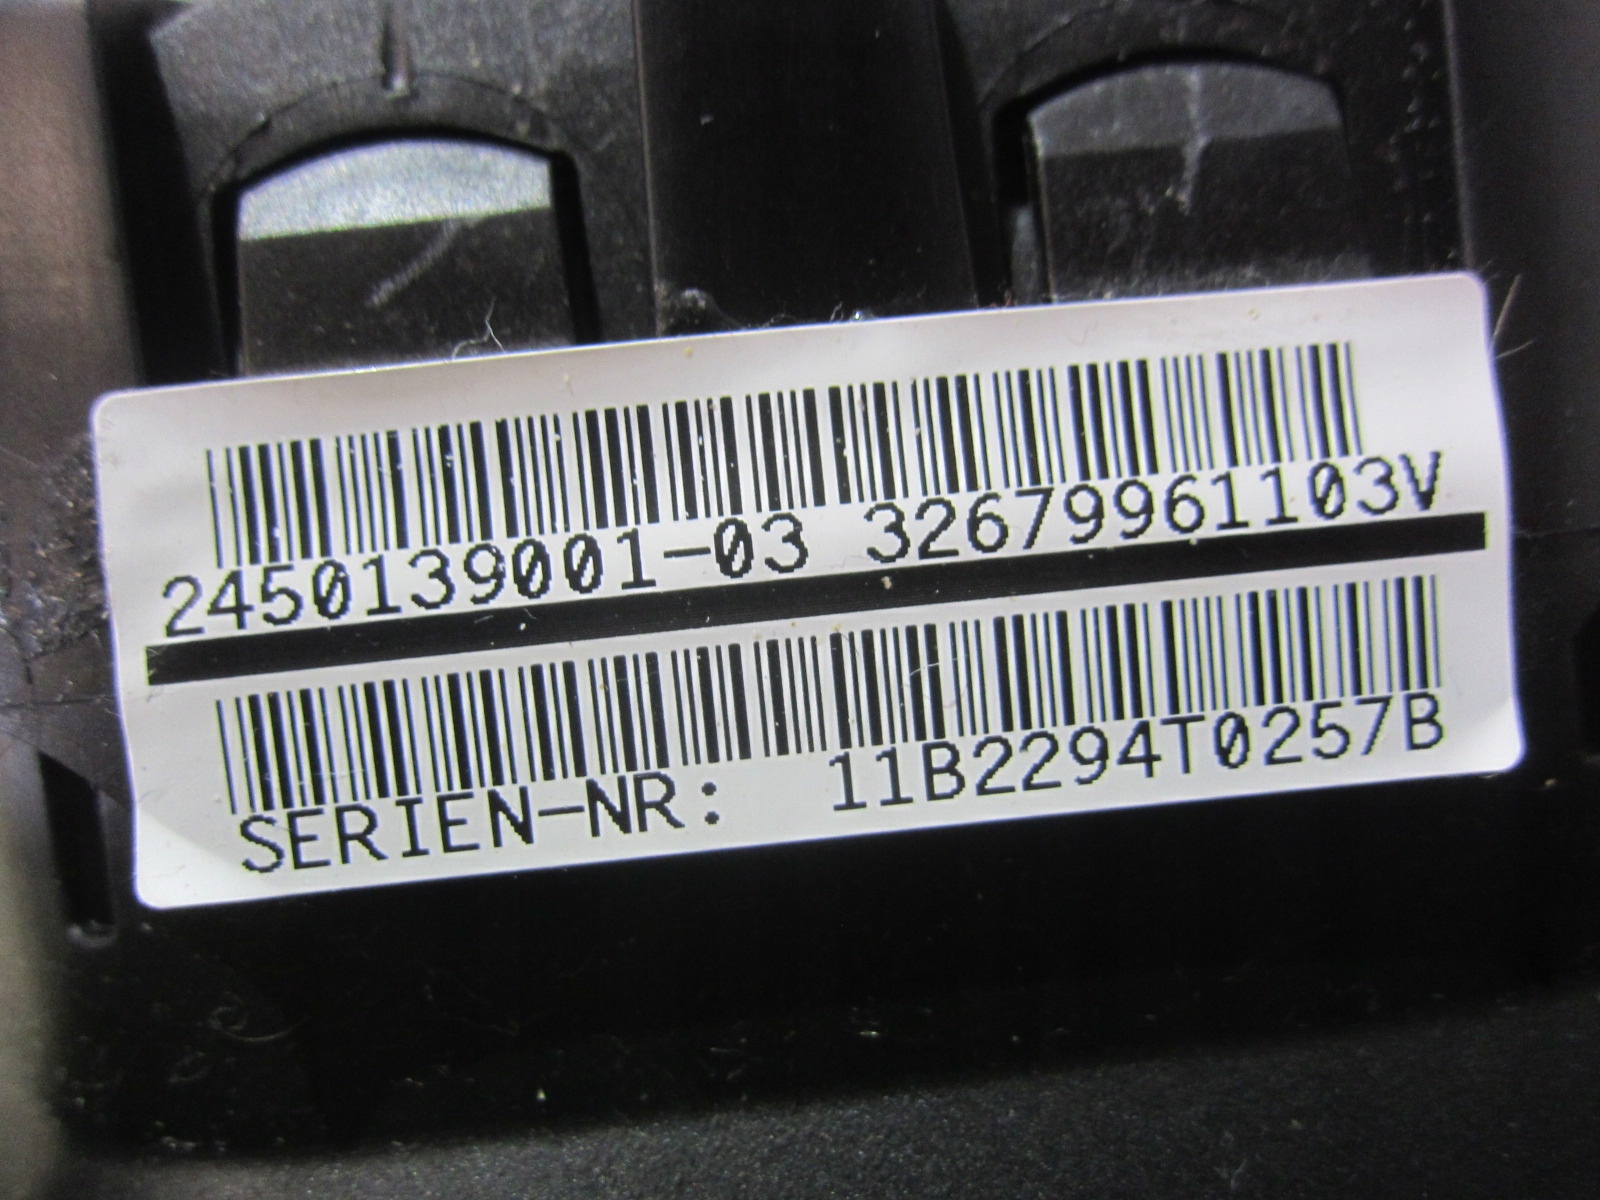 2450139001-03 32679961103V
SERIEN-NR: 11B2294T0257B